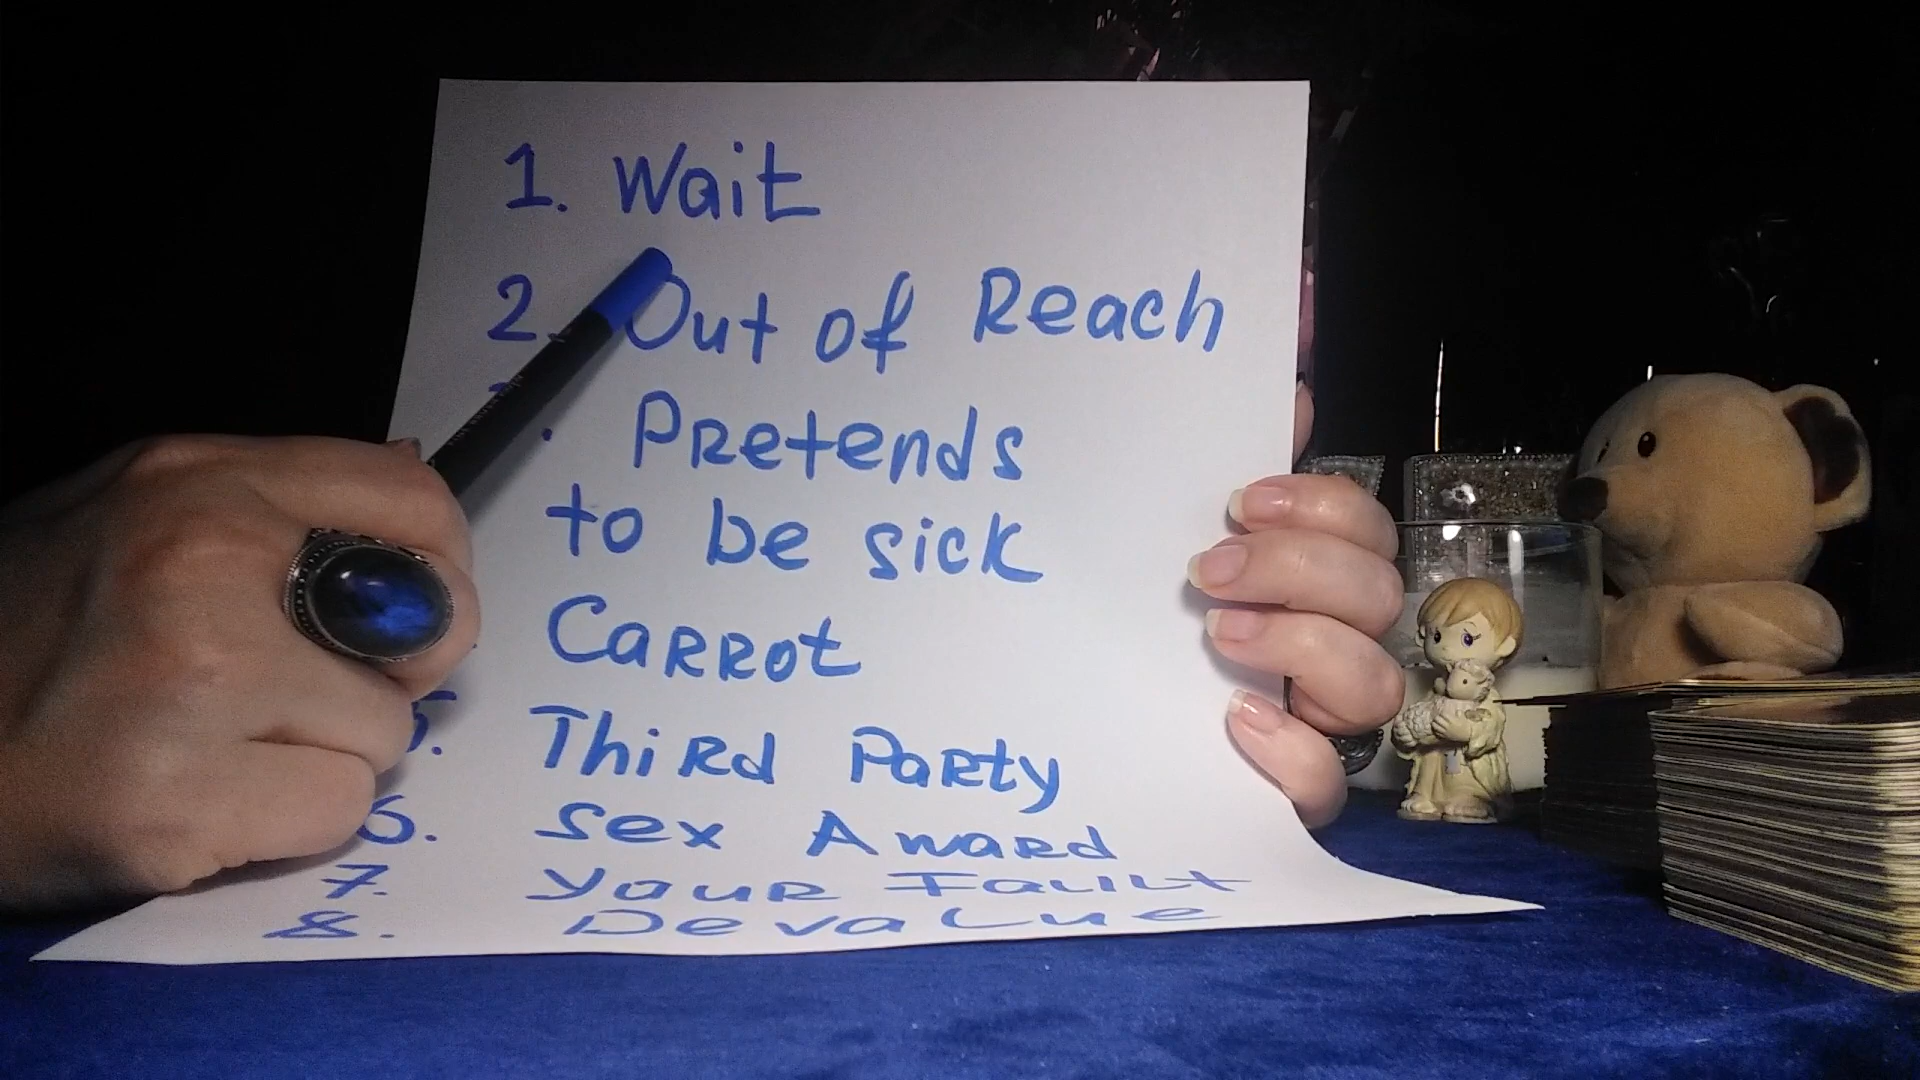 1. Wait
2. Out of Reach
. Pretends
to be sick
Carrot
5. Third Party
6. Sex Award
7. Your Fault
8. Devalue